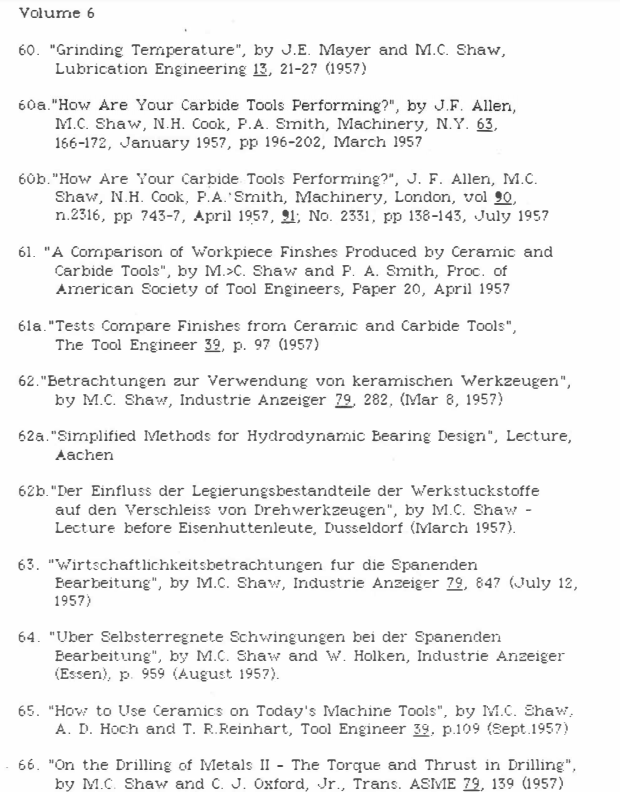 Volume 6
60. "Grinding Temperature", by J.E. Mayer and M.C. Shaw,
Lubrication Engineering 13, 21-27 (1957)
60a."How Are Your Carbide Tools Performing?", by J.F. Allen,
M.C. Shaw, N.H. Cook, P.A. Smith, Machinery, N.Y. 63,
166-172, January 1957, pp 196-202, March 1957
60b."How Are Your Carbide Tools Performing?", J. F. Allen, M.C.
Shaw, N.H. Cook, P.A. Smith, Machinery, London, vol 90,
n.2316, pp 743-7, April 1957, 91; No. 2331, pp 138-143, July 1957
61. "A Comparison of Workpiece Finshes Produced by Ceramic and
Carbide Tools", by M.>C. Shaw and P. A. Smith, Proc. of
American Society of Tool Engineers, Paper 20, April 1957
61a."Tests Compare Finishes from Ceramic and Carbide Tools",
The Tool Engineer 39, p. 97 (1957)
62."Betrachtungen zur Verwendung von keramischen Werkzeugen",
by M.C. Shaw, Industrie Anzeiger 79, 282, (Mar 8, 1957)
62a."Simplified Methods for Hydrodynamic Bearing Design", Lecture,
Aachen
62b."Der Einfluss der Legierungsbestandteile der Werkstuckstoffe
auf den Verschleiss von Drehwerkzeugen", by M.C. Shaw -
Lecture before Eisenhuttenleute, Dusseldorf (March 1957).
63. "Wirtschaftlichkeitsbetrachtungen fur die Spanenden
Bearbeitung", by M.C. Shaw, Industrie Anzeiger 79, 847 (July 12,
1957)
64. "Uber Selbsterregnete Schwingungen bei der Spanenden
Bearbeitung", by M.C. Shaw and W. Holken, Industrie Anzeiger
(Essen), p. 959 (August 1957).
65. "How to Use Ceramics on Today's Machine Tools", by M.C. Shaw,
A. D. Hoch and T. R.Reinhart, Tool Engineer 39, p.109 (Sept.1957)
66. "On the Drilling of Metals II - The Torque and Thrust in Drilling",
by M.C. Shaw and C. J. Oxford, Jr., Trans. ASME 79, 139 (1957)